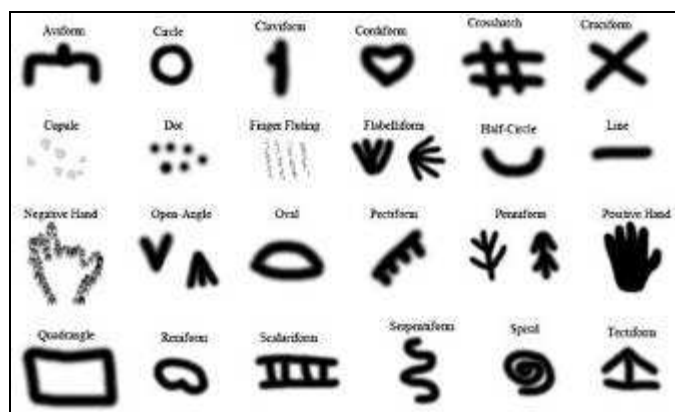 Aviform Circle Claviform Cordiform Crosshatch Cruciform
Cupule Dot Finger Fluting Flabelliform Half-Circle Line
Negative Hand Open-Angle Oval Pectiform Pennaform Positive Hand
Quadrangle Reniform Scalariform Serpentiform Spiral Tectiform